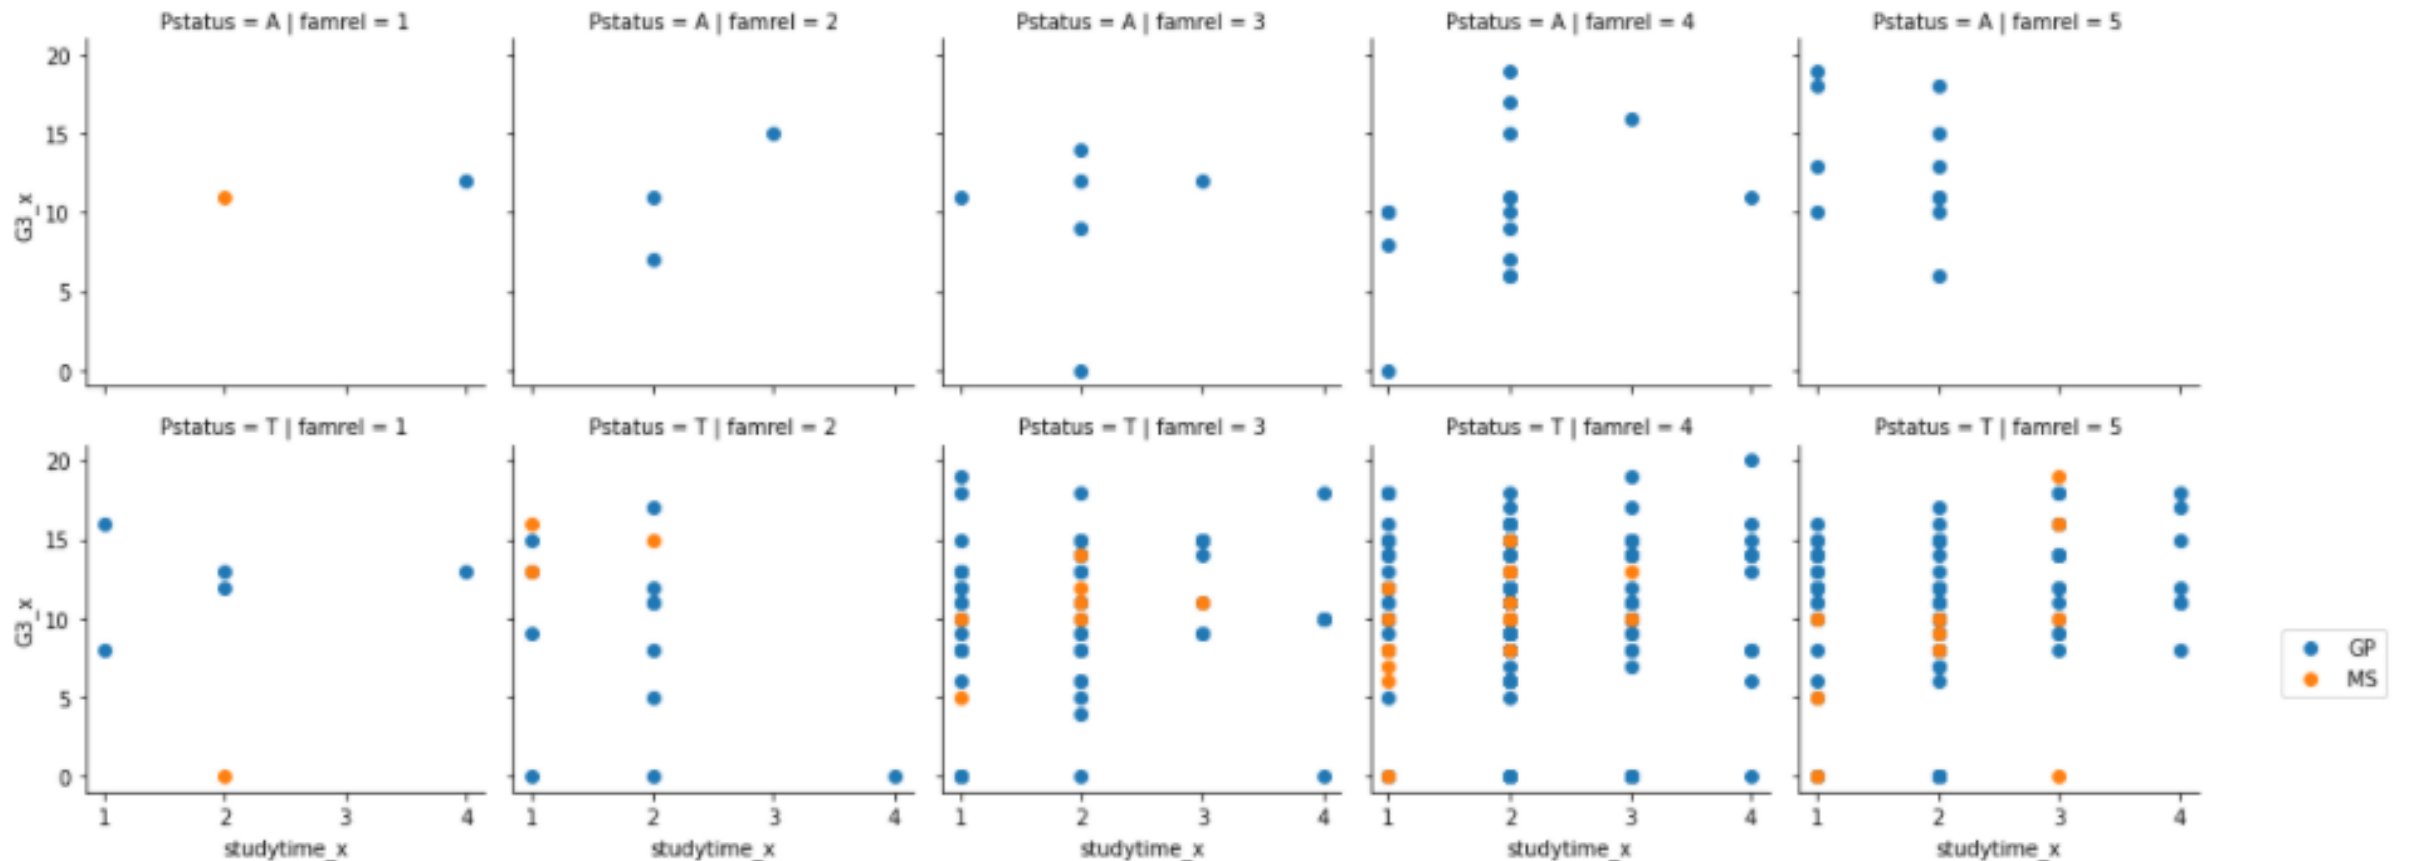 Pstatus = A | famrel = 1
Pstatus = A | famrel = 2
Pstatus = A | famrel = 3
Pstatus = A | famrel = 4
Pstatus = A | famrel = 5
20
15
10
5
0
G3_x
Pstatus = T | famrel = 1
Pstatus = T | famrel = 2
Pstatus = T | famrel = 3
Pstatus = T | famrel = 4
Pstatus = T | famrel = 5
20
15
10
5
0
G3_x
1 2 3 4
1 2 3 4
1 2 3 4
1 2 3 4
1 2 3 4
studytime_x
studytime_x
studytime_x
studytime_x
studytime_x
GP
MS